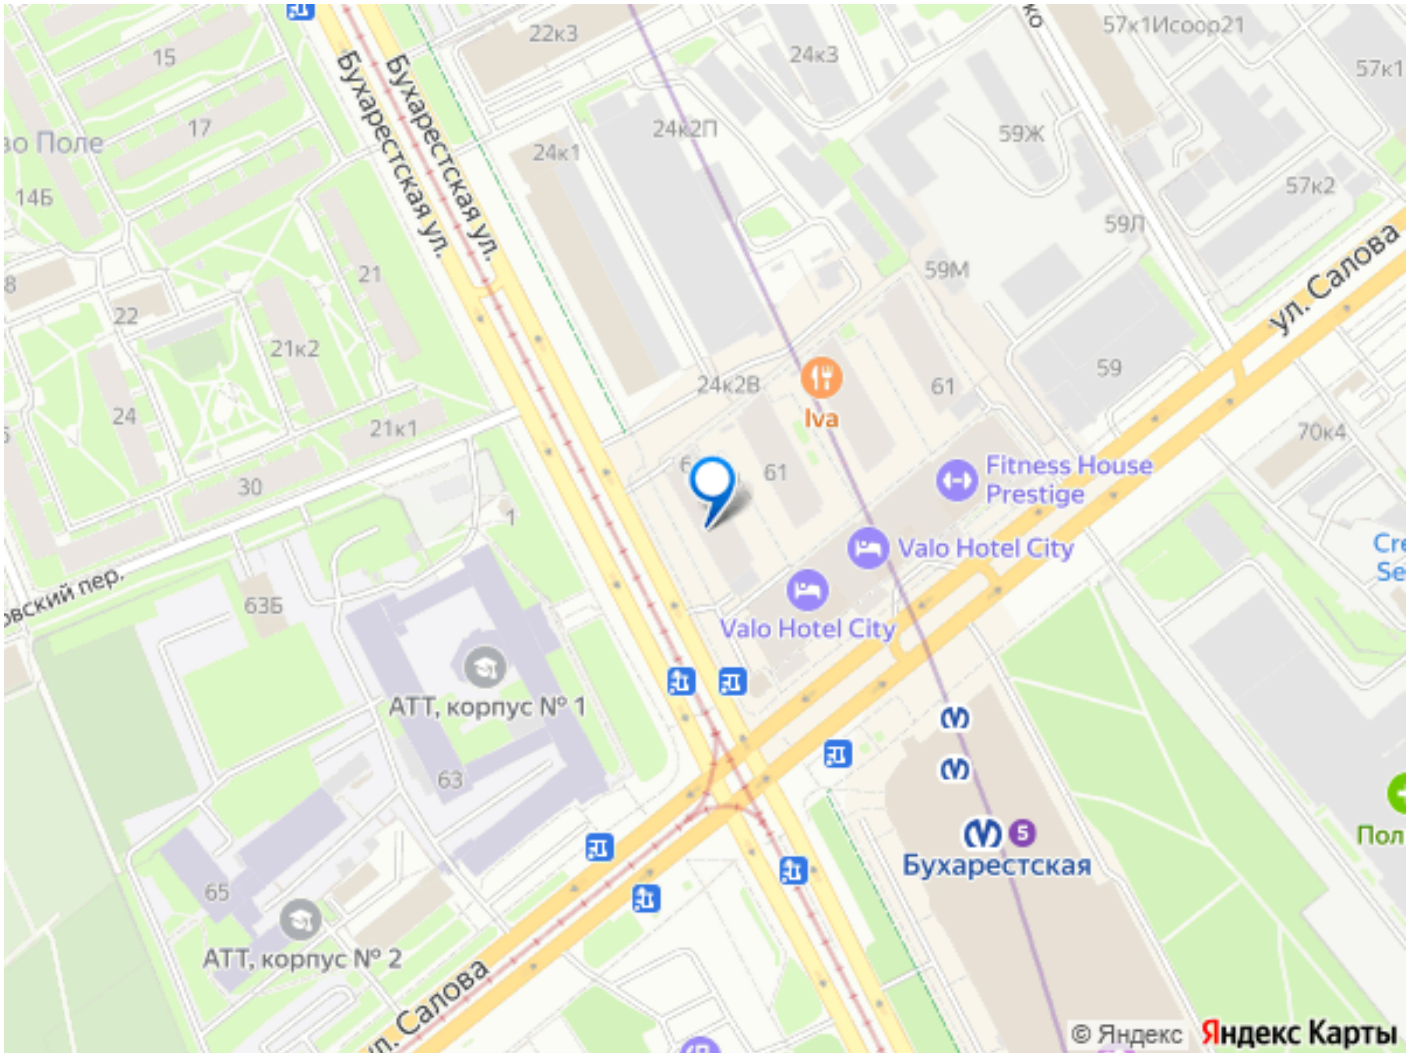 22к3
57к1Исоор21
15
24к3
57к1
Бухарестская ул.
Бухарестская ул.
17
24к2П
59Ж
Поле
24к1
14Б
57к2
59Л
21
59М
ул. Салова
8
22
21к2
24к2В
61
59
Iva
24
21к1
70к4
61
Fitness House
Prestige
30
1
Valo Hotel City
пер.
63Б
Valo Hotel City
АТТ, корпус № 1
63
5
Бухарестская
65
АТТ, корпус № 2
Салова
© Яндекс
Яндекс Карты